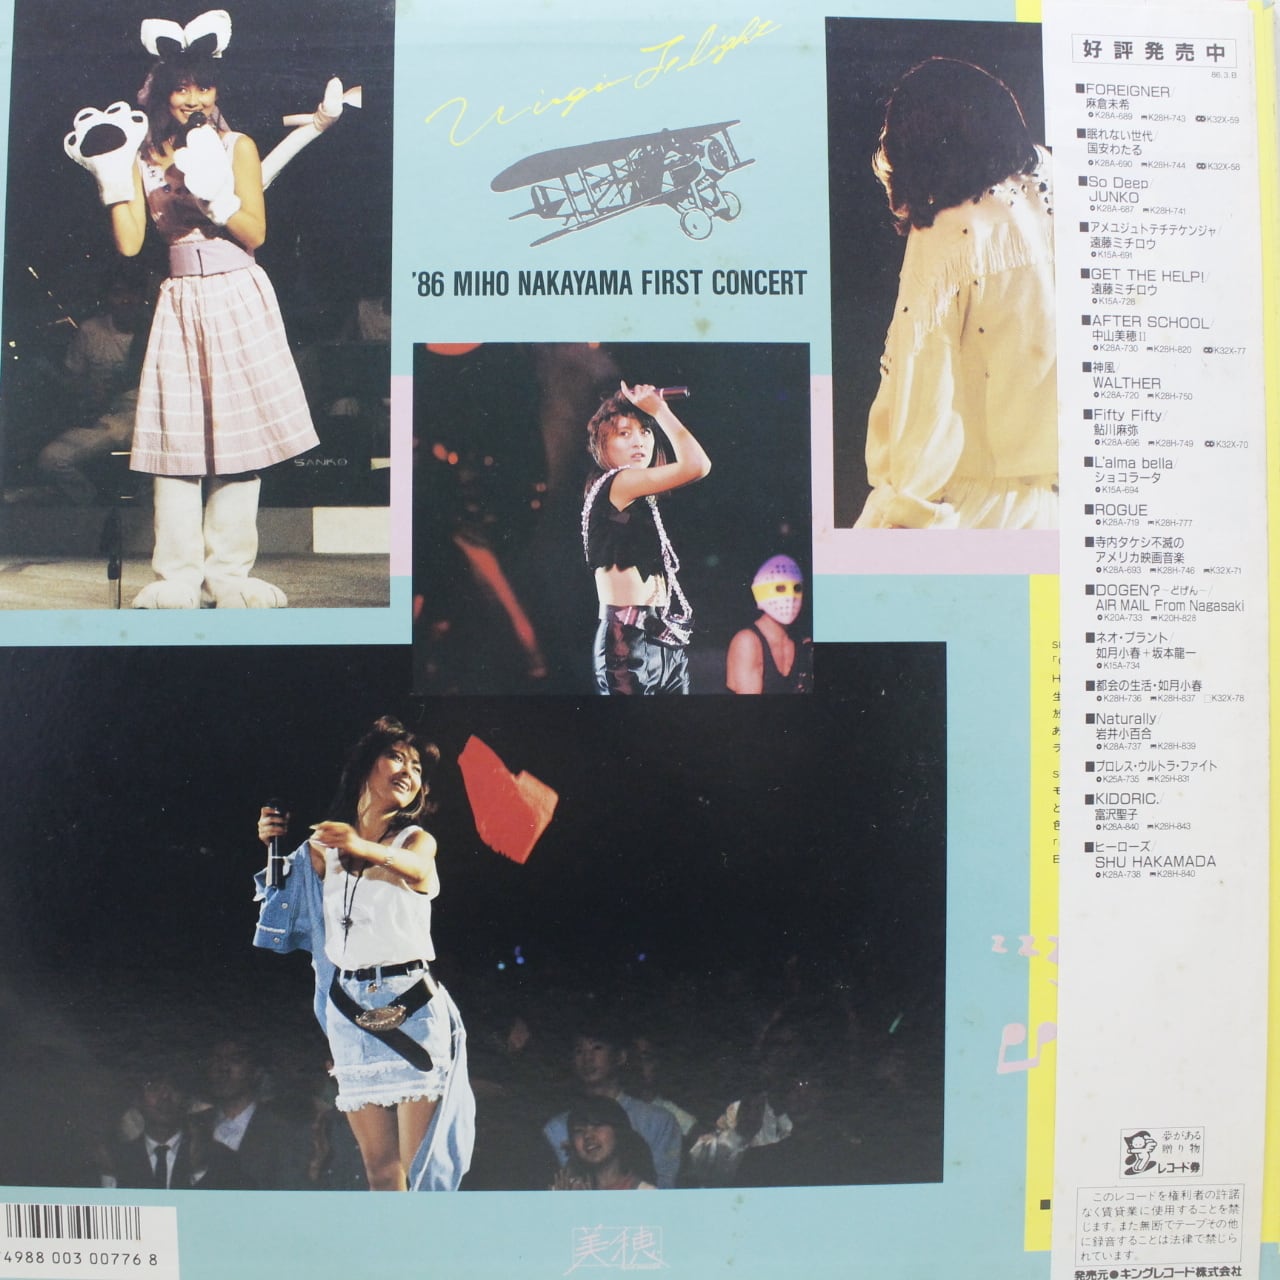 Virgin Flight
'86 MIHO NAKAYAMA FIRST CONCERT
SANKO
好評発売中
86.3.B
■FOREIGNER/
麻倉未希
K28A-689 K28H-743 K32X-59
■眠れない世代/
国安わたる
K28A-690 K28H-744 K32X-58
■So Deep/
JUNKO
K28A-687 K28H-741
■アメユジュトテチテケンジャ/
遠藤ミチロウ
K15A-691
■GET THE HELP!/
遠藤ミチロウ
K15A-728
■AFTER SCHOOL/
中山美穂II
K28A-730 K28H-820 K32X-77
■神風/
WALTHER
K28A-720 K28H-750
■Fifty Fifty/
鮎川麻弥
K28A-696 K28H-749 K32X-70
■L'alma bella/
ショコラータ
K15A-694
■ROGUE
K28A-719 K28H-777
■寺内タケシ不滅の
アメリカ映画音楽
K28A-693 K28H-746 K32X-71
■DOGEN?-どげん-/
AIR MAIL From Nagasaki
K20A-733 K20H-828
■ネオ・プラント/
如月小春+坂本龍一
K15A-734
■都会の生活・如月小春
K28H-736 K28H-837 K32X-78
■Naturally/
岩井小百合
K28A-737 K28H-839
■プロレス・ウルトラ・ファイト
K25A-735 K25H-831
■KIDORIC./
富沢聖子
K28A-840 K28H-843
■ヒーローズ/
SHU HAKAMADA
K28A-738 K28H-840
zzz
夢がある
贈り物
レコード券
このレコードを権利者の許諾
なく賃貸業に使用することを禁
じます。また無断でテープその他
に録音することは法律で禁じら
れています。
発売元●キングレコード株式会社
美穂
4988 003 00776 8